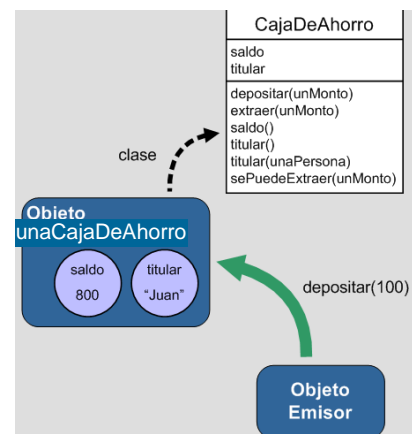 CajaDeAhorro
saldo
titular
depositar(unMonto)
extraer(unMonto)
saldo()
titular()
titular(unaPersona)
sePuedeExtraer(unMonto)
clase
Objeto
unaCajaDeAhorro
saldo
800
titular
“Juan”
depositar(100)
Objeto
Emisor